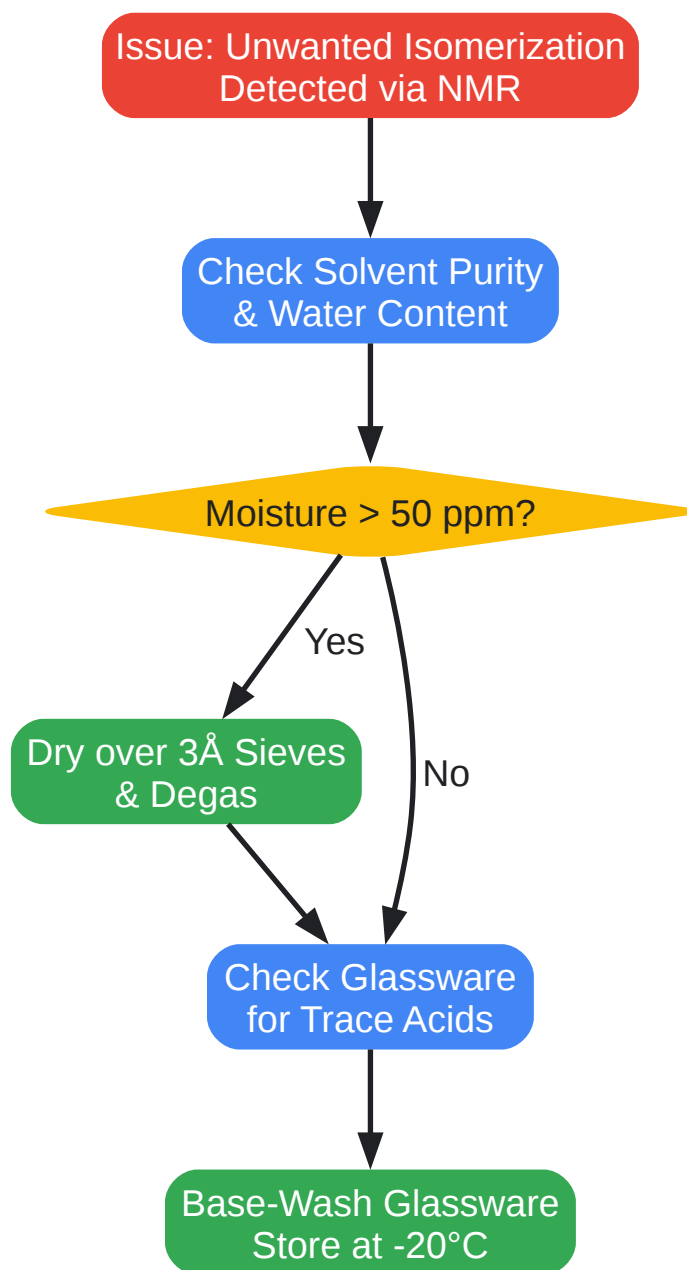 Issue: Unwanted Isomerization
Detected via NMR
Check Solvent Purity
& Water Content
Moisture > 50 ppm?
Yes
Dry over 3Å Sieves
& Degas
No
Check Glassware
for Trace Acids
Base-Wash Glassware
Store at -20°C